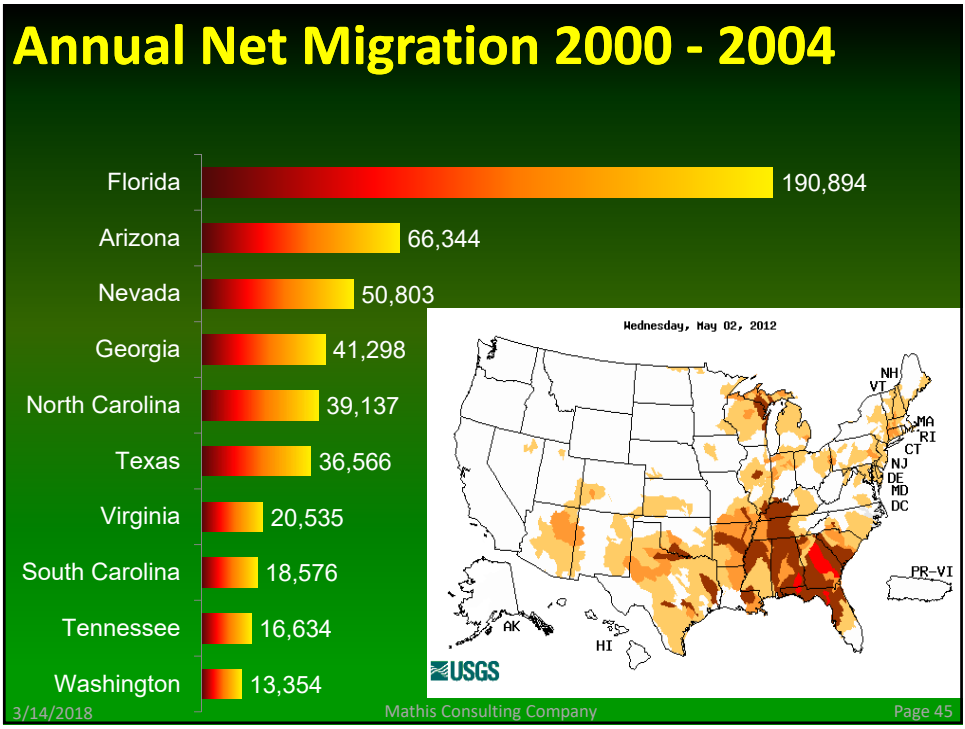 Annual Net Migration 2000 - 2004
Florida 190,894
Arizona 66,344
Nevada 50,803
Georgia 41,298
North Carolina 39,137
Texas 36,566
Virginia 20,535
South Carolina 18,576
Tennessee 16,634
Washington 13,354
Wednesday, May 02, 2012
NH
VT
MA
RI
CT
NJ
DE
MD
DC
PR-VI
AK
HI
USGS
3/14/2018 Mathis Consulting Company Page 45